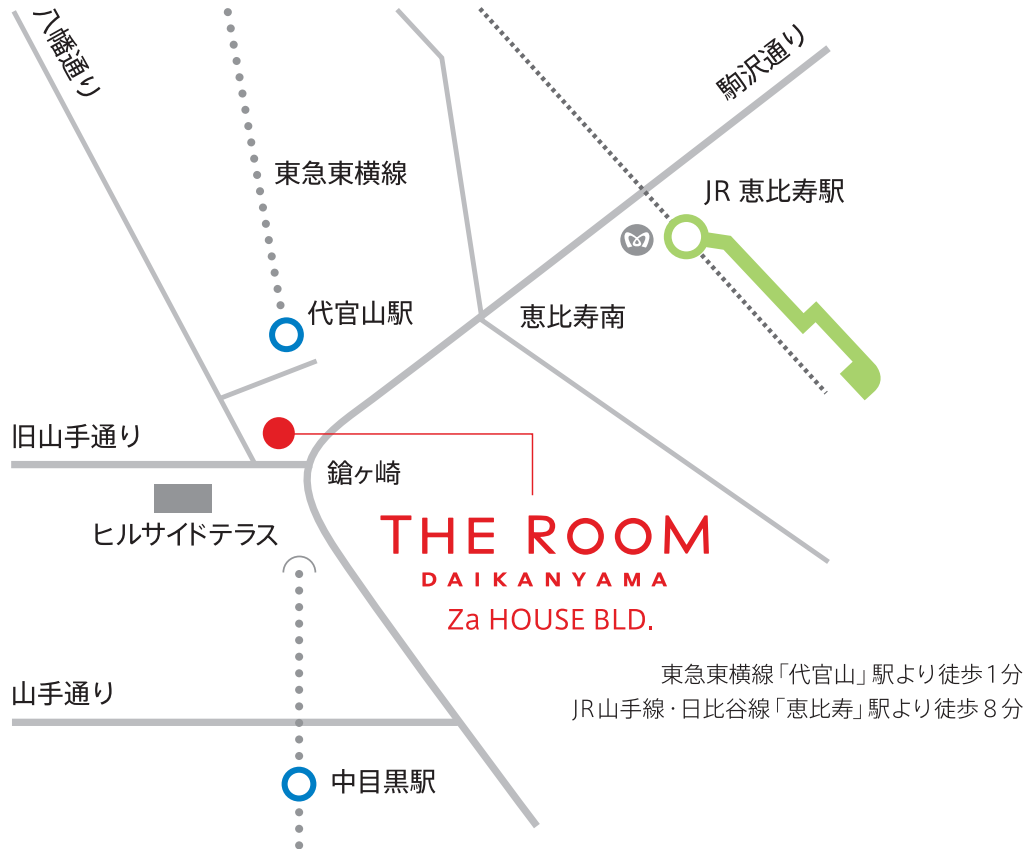 八幡通り
駒沢通り
東急東横線
JR 恵比寿駅
代官山駅
恵比寿南
旧山手通り
鎗ヶ崎
ヒルサイドテラス
THE ROOM
DAIKANYAMA
Za HOUSE BLD.
東急東横線「代官山」駅より徒歩1分
山手通り
JR山手線・日比谷線「恵比寿」駅より徒歩8分
中目黒駅